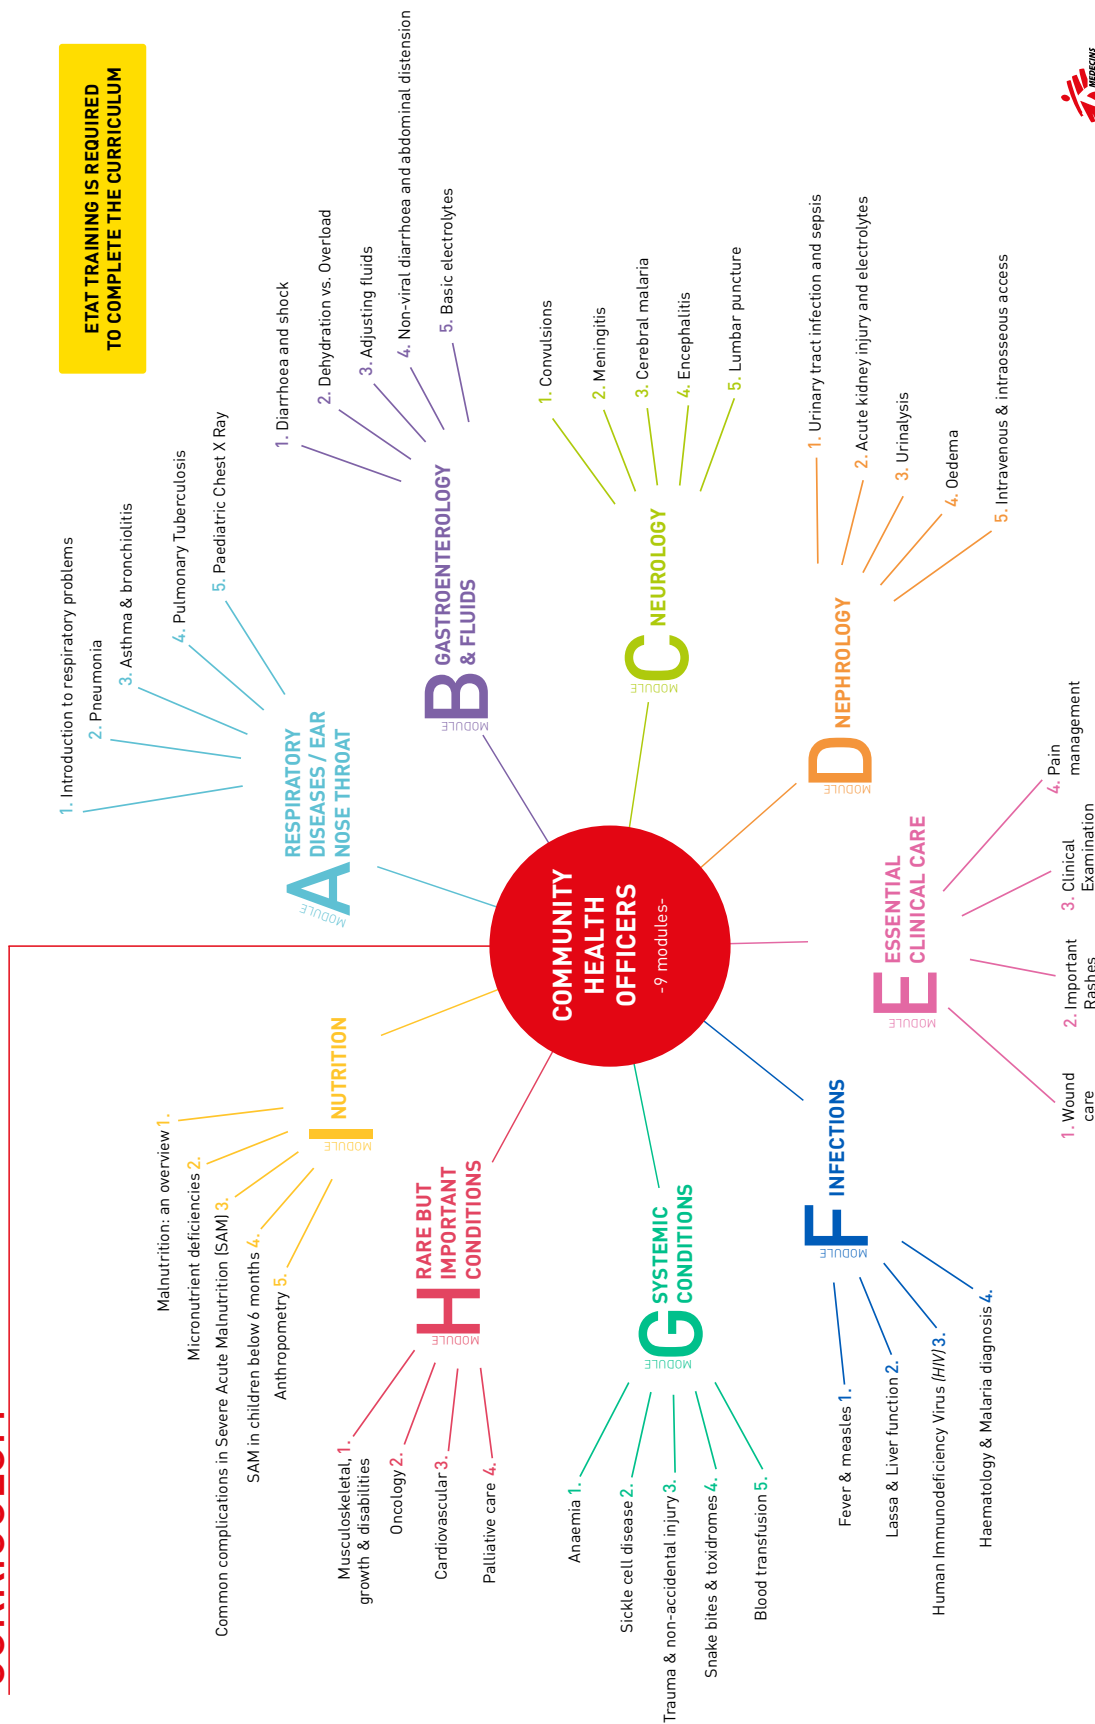 CURRICULUM
ETAT TRAINING IS REQUIRED
TO COMPLETE THE CURRICULUM
COMMUNITY
HEALTH
OFFICERS
-9 modules-
MODULE
A
RESPIRATORY
DISEASES / EAR
NOSE THROAT
1. Introduction to respiratory problems
2. Pneumonia
3. Asthma & bronchiolitis
4. Pulmonary Tuberculosis
5. Paediatric Chest X Ray
MODULE
B
GASTROENTEROLOGY
& FLUIDS
1. Diarrhoea and shock
2. Dehydration vs. Overload
3. Adjusting fluids
4. Non-viral diarrhoea and abdominal distension
5. Basic electrolytes
MODULE
C
NEUROLOGY
1. Convulsions
2. Meningitis
3. Cerebral malaria
4. Encephalitis
5. Lumbar puncture
MODULE
D
NEPHROLOGY
1. Urinary tract infection and sepsis
2. Acute kidney injury and electrolytes
3. Urinalysis
4. Oedema
5. Intravenous & intraosseous access
MODULE
E
ESSENTIAL
CLINICAL CARE
1. Wound
care
2. Important
Rashes
3. Clinical
Examination
4. Pain
management
MODULE
F
INFECTIONS
Fever & measles 1.
Lassa & Liver function 2.
Human Immunodeficiency Virus (HIV) 3.
Haematology & Malaria diagnosis 4.
MODULE
G
SYSTEMIC
CONDITIONS
Anaemia 1.
Sickle cell disease 2.
Trauma & non-accidental injury 3.
Snake bites & toxidromes 4.
Blood transfusion 5.
MODULE
H
RARE BUT
IMPORTANT
CONDITIONS
Musculoskeletal, 1.
growth & disabilities
Oncology 2.
Cardiovascular 3.
Palliative care 4.
MODULE
I
NUTRITION
Malnutrition: an overview 1.
Micronutrient deficiencies 2.
Common complications in Severe Acute Malnutrition (SAM) 3.
SAM in children below 6 months 4.
Anthropometry 5.
MEDECINS